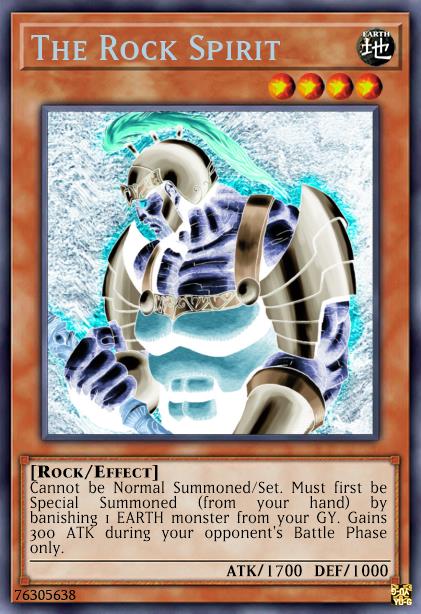 THE ROCK SPIRIT
EARTH
地
[ROCK/EFFECT]
Cannot be Normal Summoned/Set. Must first be
Special Summoned (from your hand) by
banishing 1 EARTH monster from your GY. Gains
300 ATK during your opponent's Battle Phase
only.
ATK/1700 DEF/1000
76305638